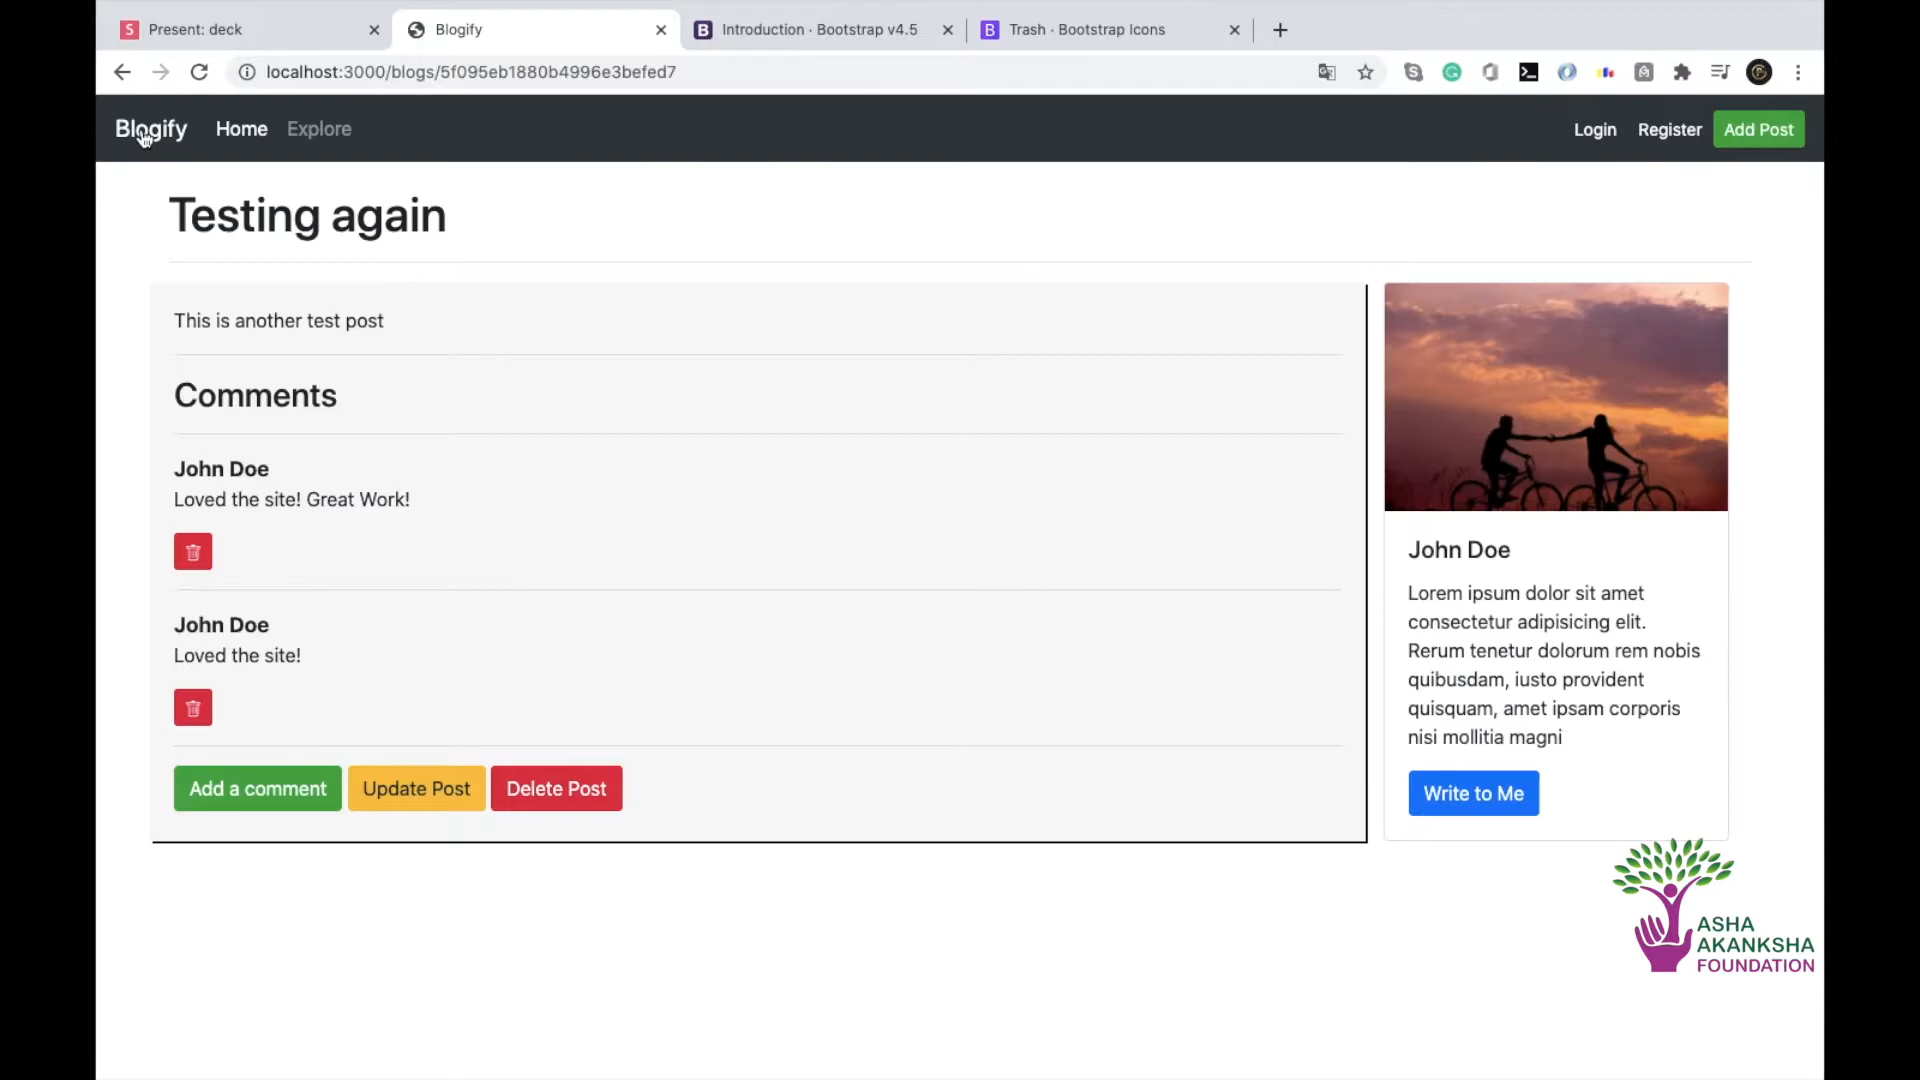 Present: deck
Blogify
Introduction · Bootstrap v4.5
Trash · Bootstrap Icons
localhost:3000/blogs/5f095eb1880b4996e3befed7
Blogify Home Explore Login Register Add Post
Testing again
This is another test post
Comments
John Doe
Loved the site! Great Work!
John Doe
Loved the site!
Add a comment Update Post Delete Post
John Doe
Lorem ipsum dolor sit amet
consectetur adipisicing elit.
Rerum tenetur dolorum rem nobis
quibusdam, iusto provident
quisquam, amet ipsam corporis
nisi mollitia magni
Write to Me
ASHA
AKANKSHA
FOUNDATION